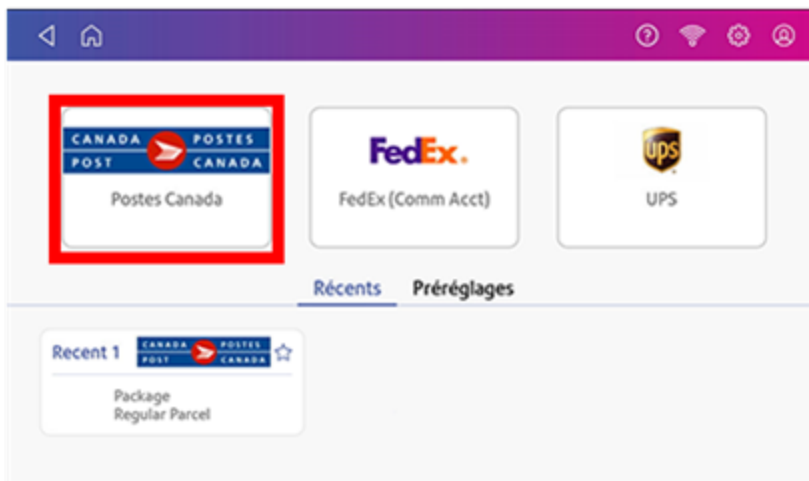 CANADA POSTES
POST CANADA
Postes Canada
FedEx.
FedEx (Comm Acct)
ups
UPS
Récents Préréglages
Recent 1
CANADA POSTES
POST CANADA
Package
Regular Parcel